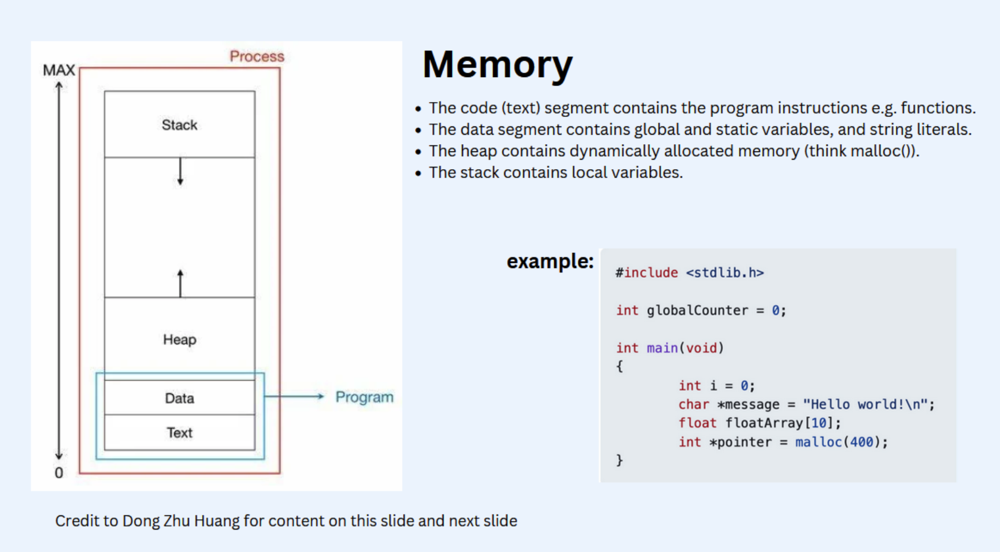 Process
MAX
Stack
Heap
Data
Program
Text
0
Memory
• The code (text) segment contains the program instructions e.g. functions.
• The data segment contains global and static variables, and string literals.
• The heap contains dynamically allocated memory (think malloc()).
• The stack contains local variables.
example:
#include <stdlib.h>
int globalCounter = 0;
int main(void)
{
int i = 0;
char *message = "Hello world!\n";
float floatArray[10];
int *pointer = malloc(400);
}
Credit to Dong Zhu Huang for content on this slide and next slide